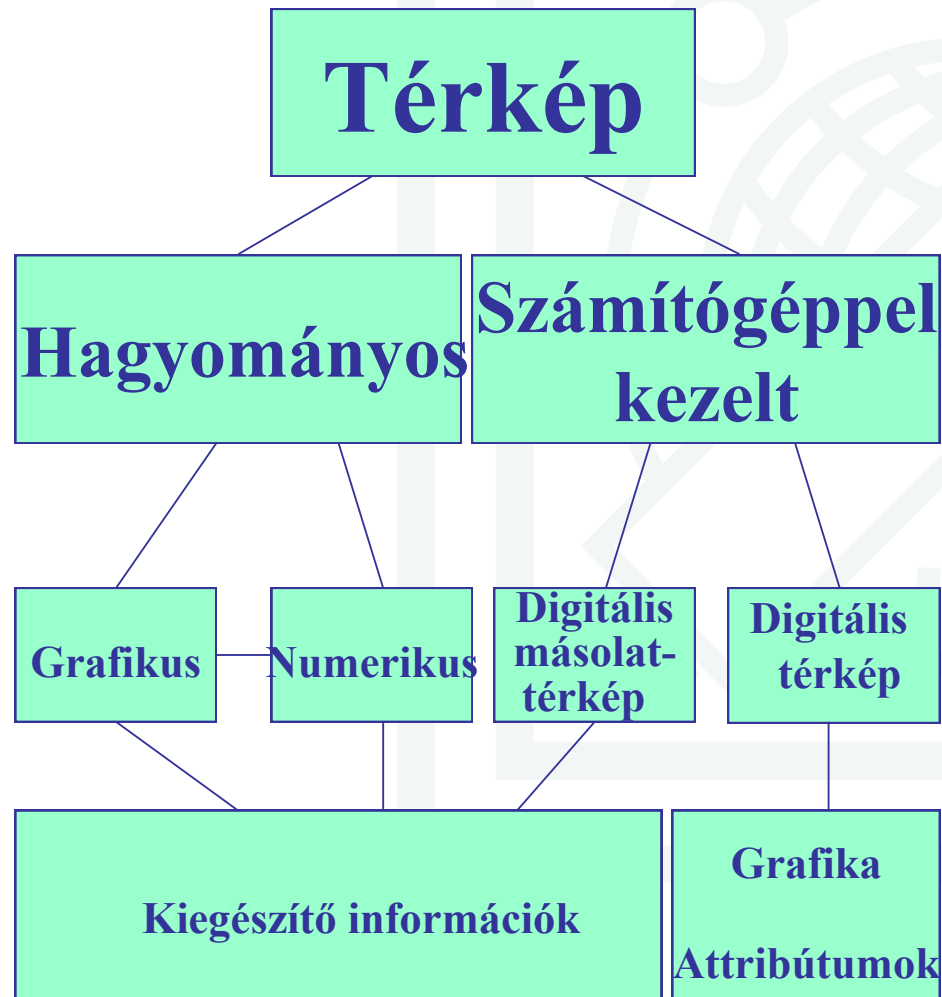 Térkép
Hagyományos
Számítógéppel
kezelt
Grafikus
Numerikus
Digitális
másolat-
térkép
Digitális
térkép
Kiegészítő információk
Grafika
Attribútumok